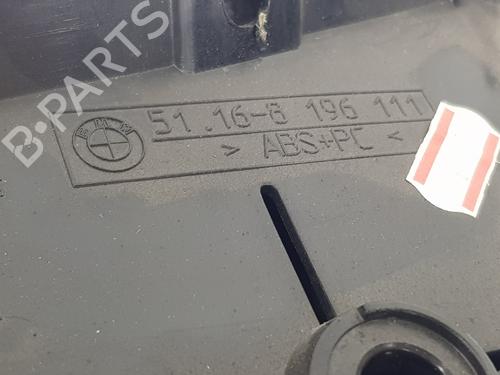 B-PARTS
BMW
51.16-8 196 111
> ABS+PC <